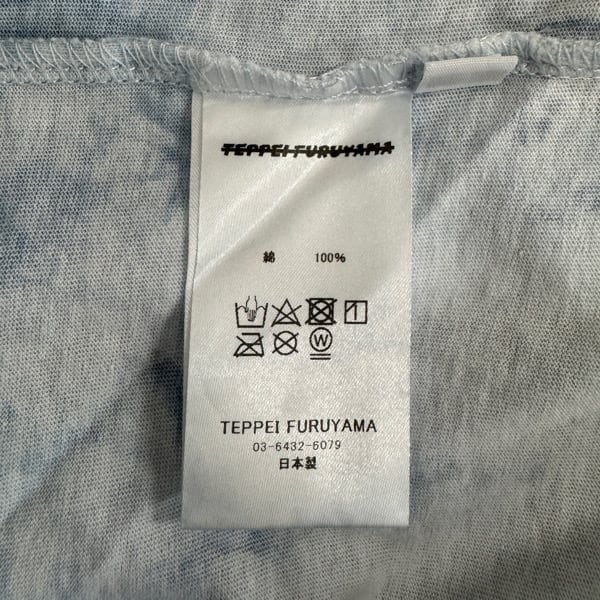 TEPPEI FURUYAMA
綿 100%
W
TEPPEI FURUYAMA
03-6432-6079
日本製